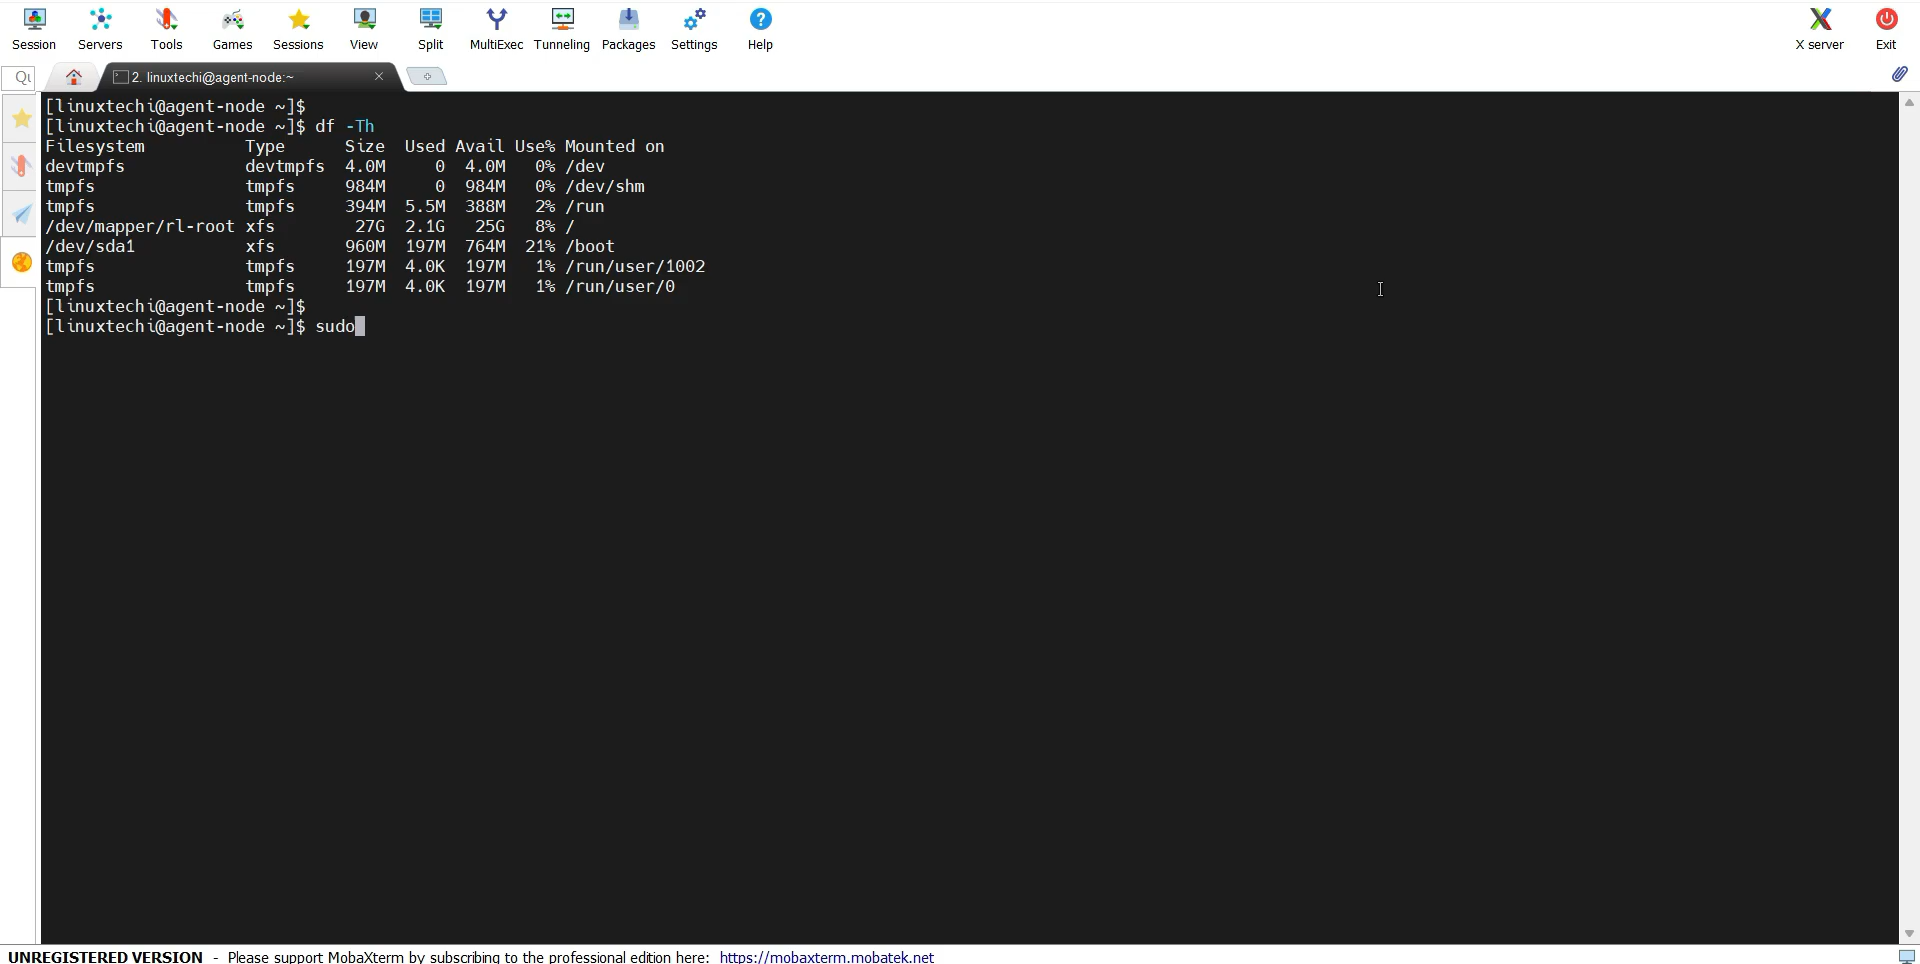 Session Servers Tools Games Sessions View Split MultiExec Tunneling Packages Settings Help X server Exit
2. linuxtechi@agent-node:~
[linuxtechi@agent-node ~]$
[linuxtechi@agent-node ~]$ df -Th
Filesystem Type Size Used Avail Use% Mounted on
devtmpfs devtmpfs 4.0M 0 4.0M 0% /dev
tmpfs tmpfs 984M 0 984M 0% /dev/shm
tmpfs tmpfs 394M 5.5M 388M 2% /run
/dev/mapper/rl-root xfs 27G 2.1G 25G 8% /
/dev/sda1 xfs 960M 197M 764M 21% /boot
tmpfs tmpfs 197M 4.0K 197M 1% /run/user/1002
tmpfs tmpfs 197M 4.0K 197M 1% /run/user/0
[linuxtechi@agent-node ~]$
[linuxtechi@agent-node ~]$ sudo
UNREGISTERED VERSION - Please support MobaXterm by subscribing to the professional edition here: https://mobaxterm.mobatek.net